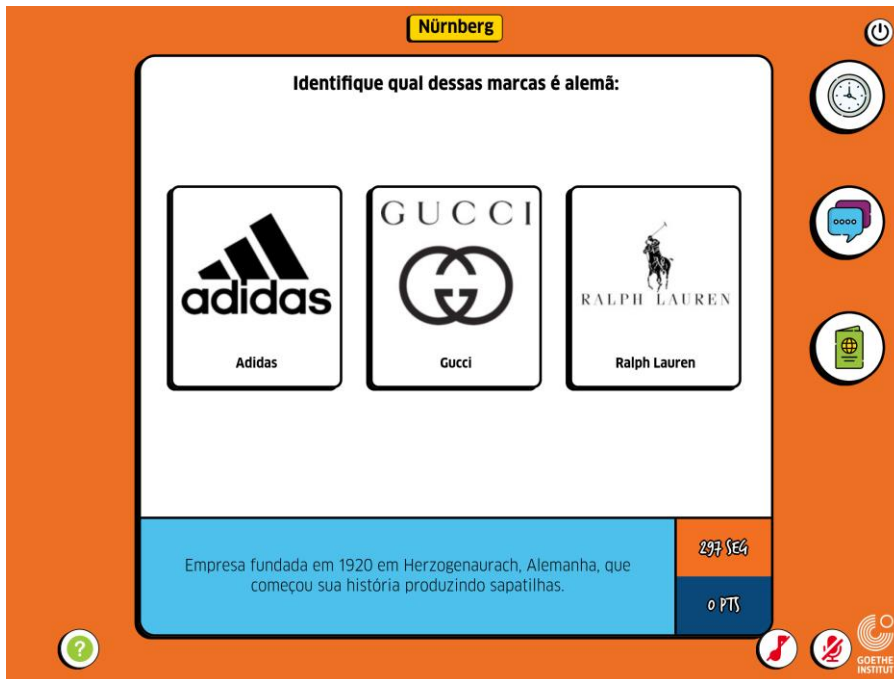 Nürnberg
Identifique qual dessas marcas é alemã:
adidas
Adidas
GUCCI
Gucci
RALPH LAUREN
Ralph Lauren
Empresa fundada em 1920 em Herzogenaurach, Alemanha, que
começou sua história produzindo sapatilhas.
297 SEG
0 PTS
?
GOETHE
INSTITUT